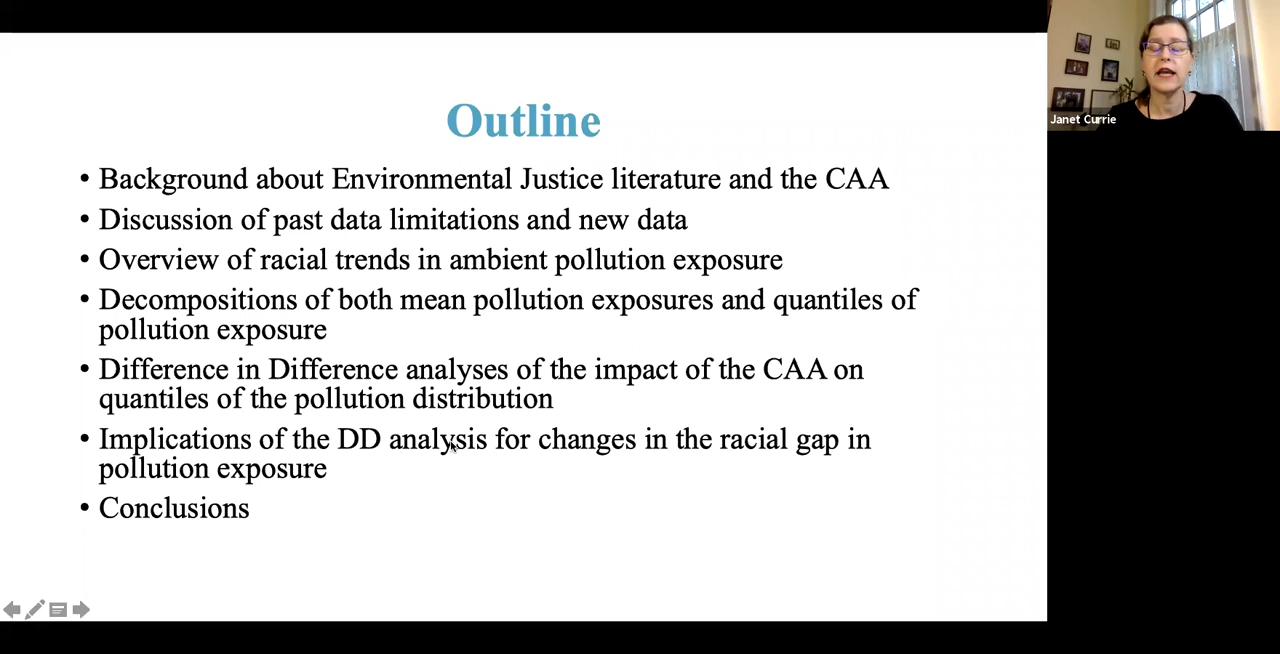 Outline
• Background about Environmental Justice literature and the CAA
• Discussion of past data limitations and new data
• Overview of racial trends in ambient pollution exposure
• Decompositions of both mean pollution exposures and quantiles of
pollution exposure
• Difference in Difference analyses of the impact of the CAA on
quantiles of the pollution distribution
• Implications of the DD analysis for changes in the racial gap in
pollution exposure
• Conclusions
Janet Currie